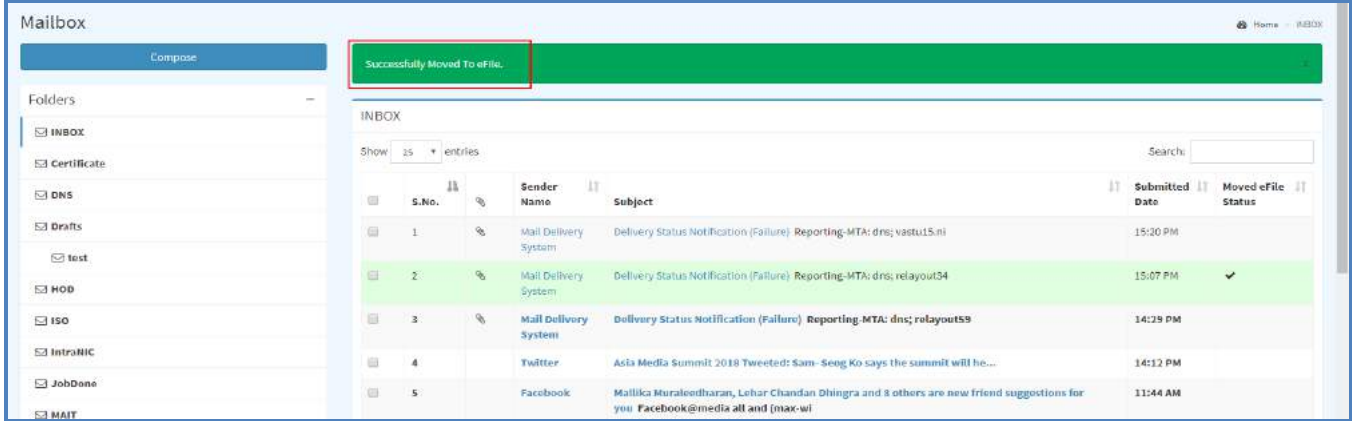 Mailbox
Home - INBOX
Compose
Successfully Moved To eFile.
Folders
INBOX
Certificate
DNS
Drafts
test
HOD
ISO
IntraNIC
JobDone
MAIT
INBOX
Show 25 entries
Search:
S.No. Sender Name Subject Submitted Date Moved eFile Status
1 Mail Delivery System Delivery Status Notification (Failure) Reporting-MTA: dns; vastu15.ni 15:20 PM
2 Mail Delivery System Delivery Status Notification (Failure) Reporting-MTA: dns; relayout34 15:07 PM
3 Mail Delivery System Delivery Status Notification (Failure) Reporting-MTA: dns; relayout59 14:29 PM
4 Twitter Asia Media Summit 2018 Tweeted: Sam- Seog Ko says the summit will he... 14:12 PM
5 Facebook Mallika Muraleedharan, Lehar Chandan Dhingra and 8 others are new friend suggestions for
you Facebook@media all and (max-wi 11:44 AM